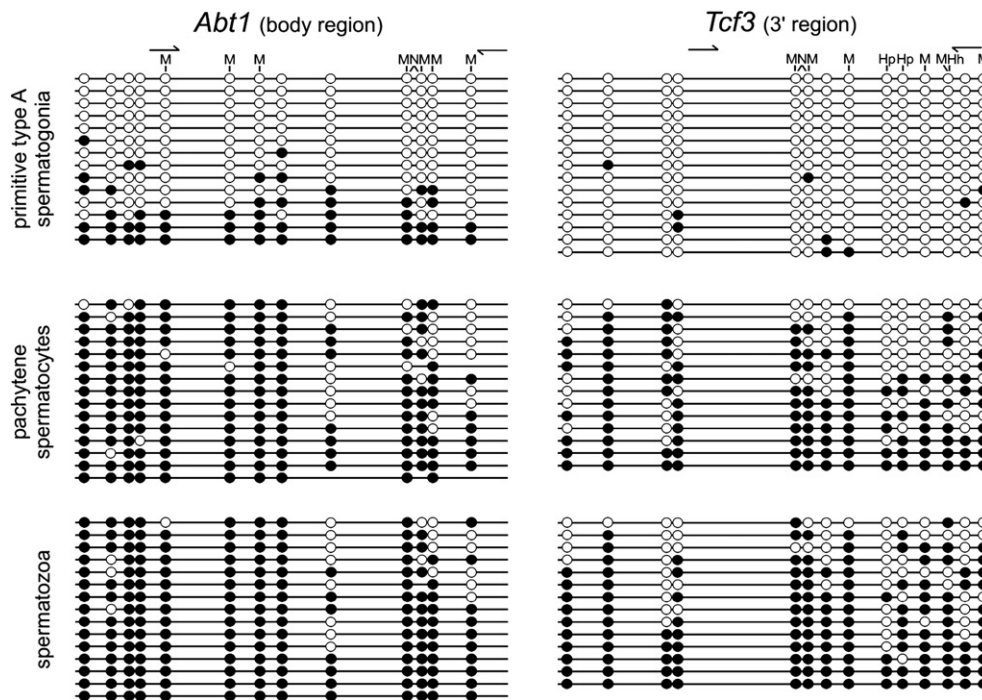 Abt1 (body region)
Tcf3 (3' region)
M M M MNMM M
MNM M HpHp M MHh M
primitive type A
spermatogonia
pachytene
spermatocytes
spermatozoa